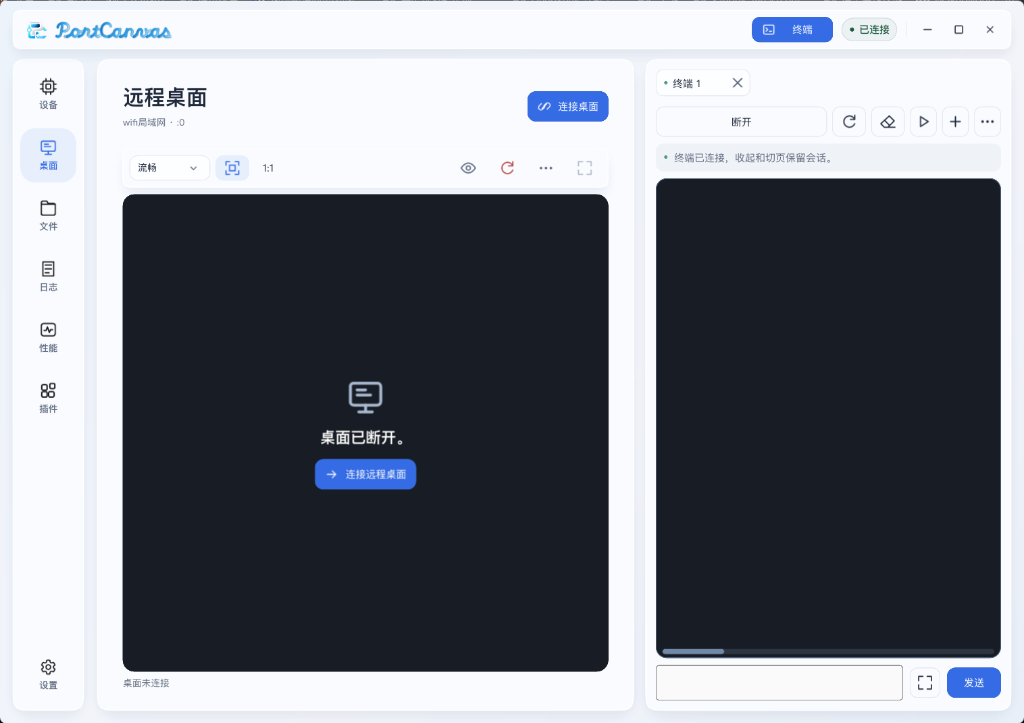 PortCanvas
终端
已连接
设备
桌面
文件
日志
性能
插件
设置
远程桌面
wifi局域网 · :0
连接桌面
流畅
1:1
桌面已断开。
连接远程桌面
桌面未连接
终端 1
断开
终端已连接，收起和切页保留会话。
发送